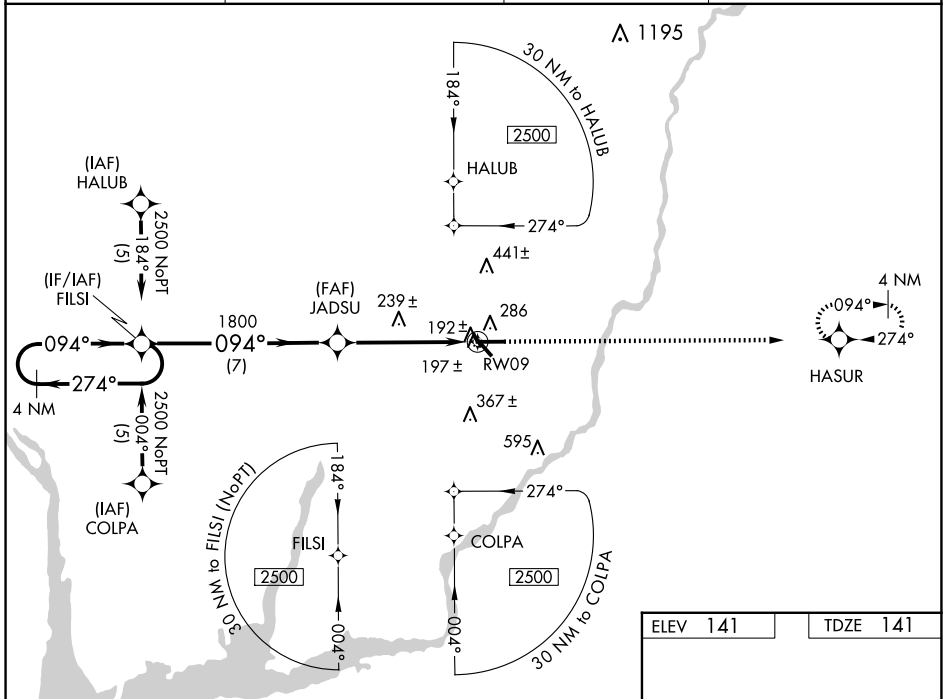 1195
30 NM to HALUB
184°
2500
HALUB
274°
(IAF)
HALUB
2500 NoPT
184°
(5)
(IF/IAF)
FILSI
441±
(FAF)
JADSU
239±
286
192±
197±
RW09
4 NM
094°
274°
HASUR
094°
274°
4 NM
1800
094°
(7)
2500 NoPT
004°
(5)
(IAF)
COLPA
367±
595
30 NM to FILSI (NoPT)
184°
FILSI
2500
004°
274°
COLPA
2500
004°
30 NM to COLPA
ELEV 141
TDZE 141